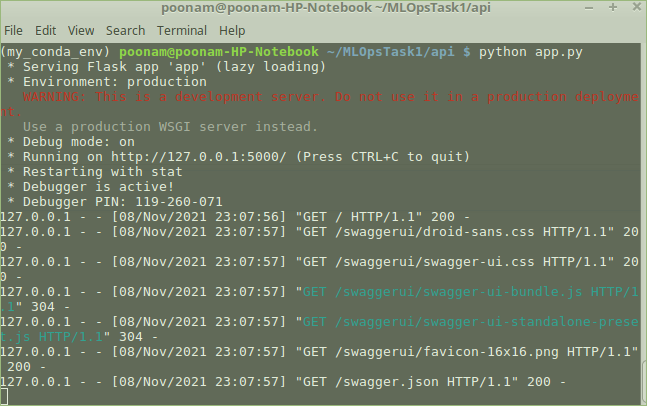 poonam@poonam-HP-Notebook ~/MLOpsTask1/api
File Edit View Search Terminal Help
(my_conda_env) poonam@poonam-HP-Notebook ~/MLOpsTask1/api $ python app.py
 * Serving Flask app 'app' (lazy loading)
 * Environment: production
   WARNING: This is a development server. Do not use it in a production deployme
nt.
   Use a production WSGI server instead.
 * Debug mode: on
 * Running on http://127.0.0.1:5000/ (Press CTRL+C to quit)
 * Restarting with stat
 * Debugger is active!
 * Debugger PIN: 119-260-071
127.0.0.1 - - [08/Nov/2021 23:07:56] "GET / HTTP/1.1" 200 -
127.0.0.1 - - [08/Nov/2021 23:07:57] "GET /swaggerui/droid-sans.css HTTP/1.1" 20
0 -
127.0.0.1 - - [08/Nov/2021 23:07:57] "GET /swaggerui/swagger-ui.css HTTP/1.1" 20
0 -
127.0.0.1 - - [08/Nov/2021 23:07:57] "GET /swaggerui/swagger-ui-bundle.js HTTP/1
.1" 304 -
127.0.0.1 - - [08/Nov/2021 23:07:57] "GET /swaggerui/swagger-ui-standalone-prese
t.js HTTP/1.1" 304 -
127.0.0.1 - - [08/Nov/2021 23:07:57] "GET /swaggerui/favicon-16x16.png HTTP/1.1"
 200 -
127.0.0.1 - - [08/Nov/2021 23:07:57] "GET /swagger.json HTTP/1.1" 200 -